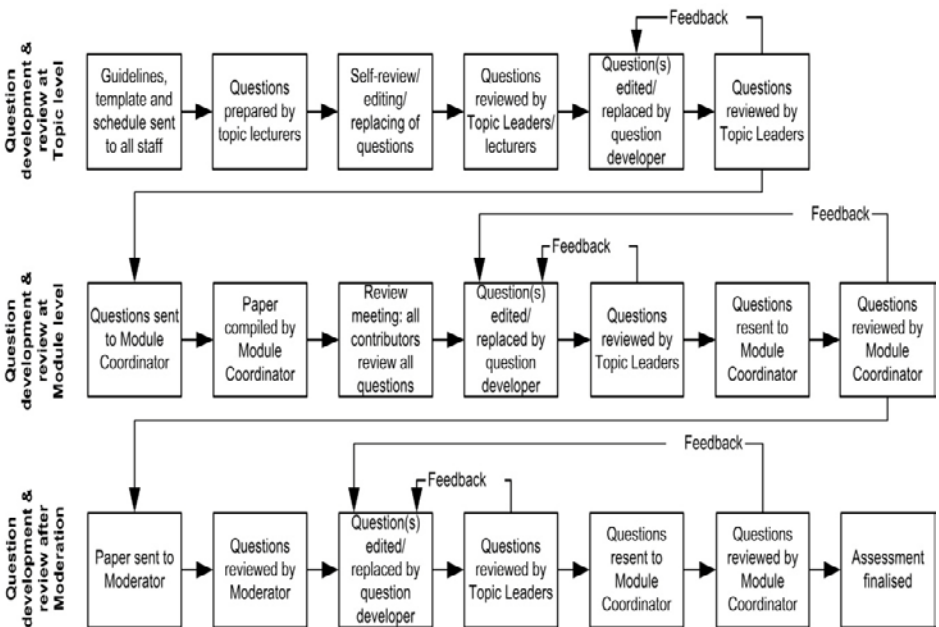 Question
development &
review at
Topic level
Guidelines,
template and
schedule sent
to all staff
Questions
prepared by
topic lecturers
Self-review/
editing/
replacing of
questions
Questions
reviewed by
Topic Leaders/
lecturers
Question(s)
edited/
replaced by
question
developer
Questions
reviewed by
Topic Leaders
Feedback
Question
development &
review at
Module level
Questions sent
to Module
Coordinator
Paper
compiled by
Module
Coordinator
Review
meeting: all
contributors
review all
questions
Question(s)
edited/
replaced by
question
developer
Feedback
Questions
reviewed by
Topic Leaders
Questions
resent to
Module
Coordinator
Feedback
Questions
reviewed by
Module
Coordinator
Question
development &
review after
Moderation
Paper sent to
Moderator
Questions
reviewed by
Moderator
Question(s)
edited/
replaced by
question
developer
Feedback
Questions
reviewed by
Topic Leaders
Questions
resent to
Module
Coordinator
Feedback
Questions
reviewed by
Module
Coordinator
Assessment
finalised